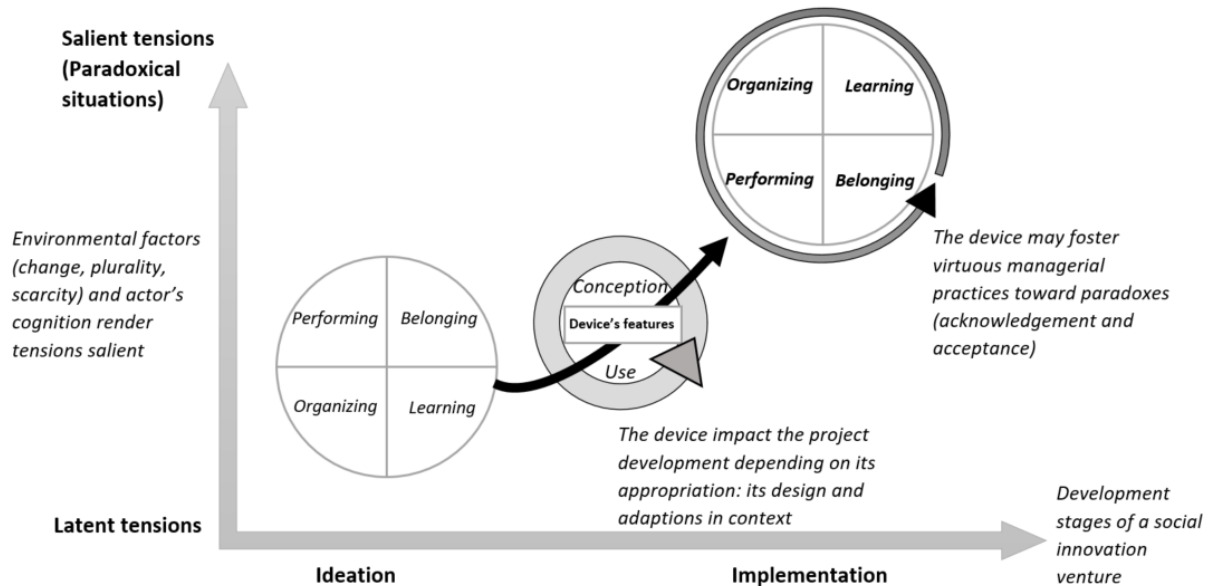 Salient tensions
(Paradoxical
situations)
Organizing
Learning
Performing
Belonging
Environmental factors
(change, plurality,
scarcity) and actor’s
cognition render
tensions salient
The device may foster
virtuous managerial
practices toward paradoxes
(acknowledgement and
acceptance)
Performing
Belonging
Organizing
Learning
Conception
Device’s features
Use
The device impact the project
development depending on its
appropriation: its design and
adaptions in context
Latent tensions
Development
stages of a social
innovation
venture
Ideation
Implementation